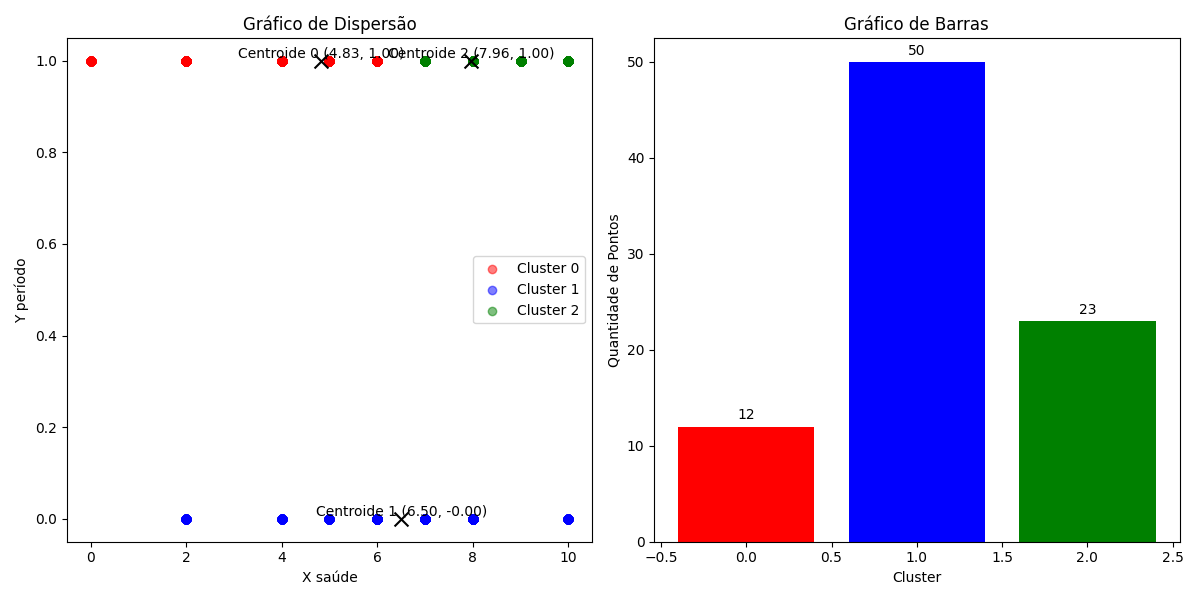 Gráfico de Dispersão
Centroide 0 (4.83, 1.00)
Centroide 2 (7.96, 1.00)
1.0
0.8
0.6
0.4
0.2
0.0
Y período
Cluster 0
Cluster 1
Cluster 2
Centroide 1 (6.50, -0.00)
0 2 4 6 8 10
X saúde
Gráfico de Barras
50
40
30
20
10
0
Quantidade de Pontos
12
50
23
−0.5 0.0 0.5 1.0 1.5 2.0 2.5
Cluster